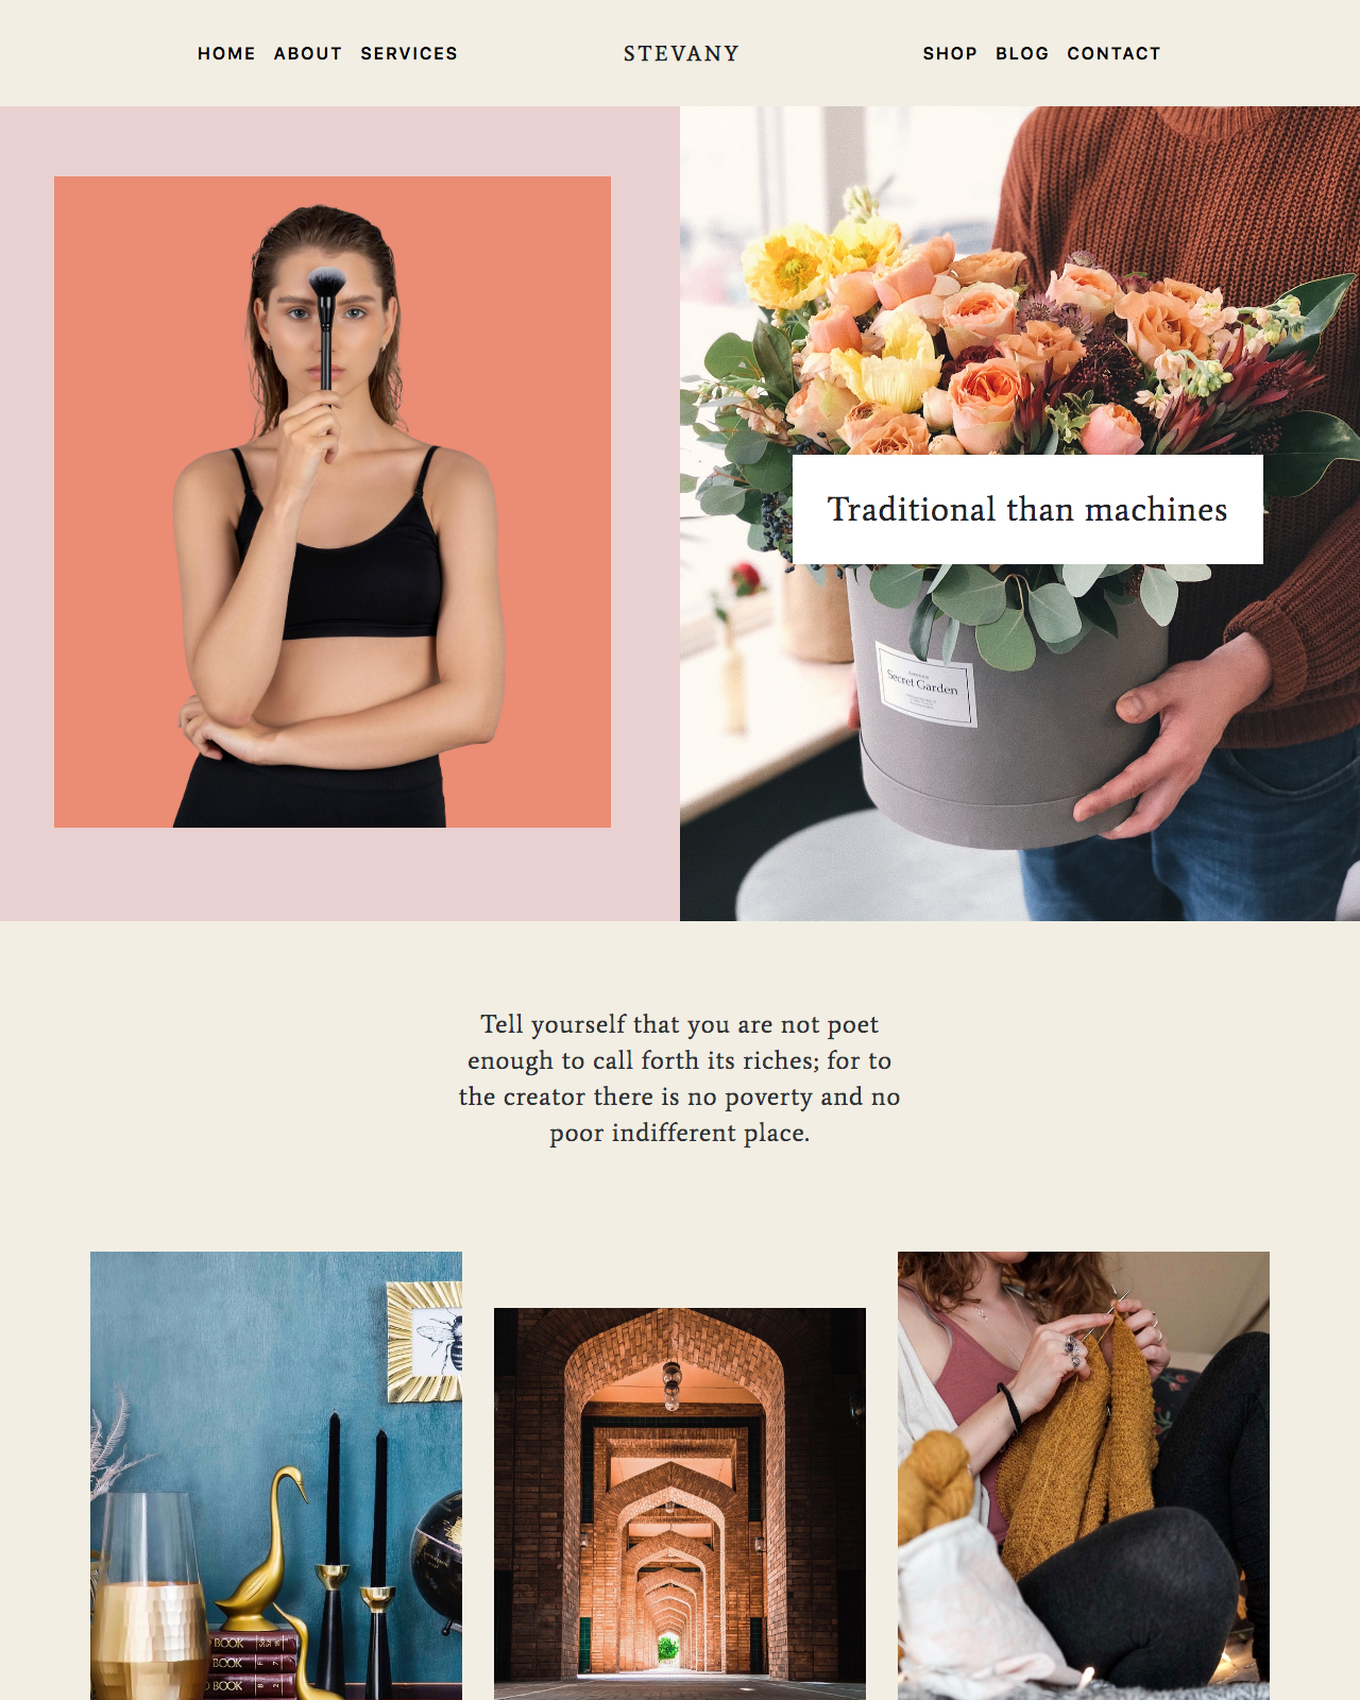 HOME ABOUT SERVICES
STEVANY
SHOP BLOG CONTACT
Traditional than machines
Secret Garden
Tell yourself that you are not poet
enough to call forth its riches; for to
the creator there is no poverty and no
poor indifferent place.
BOOK
BOOK
BOOK